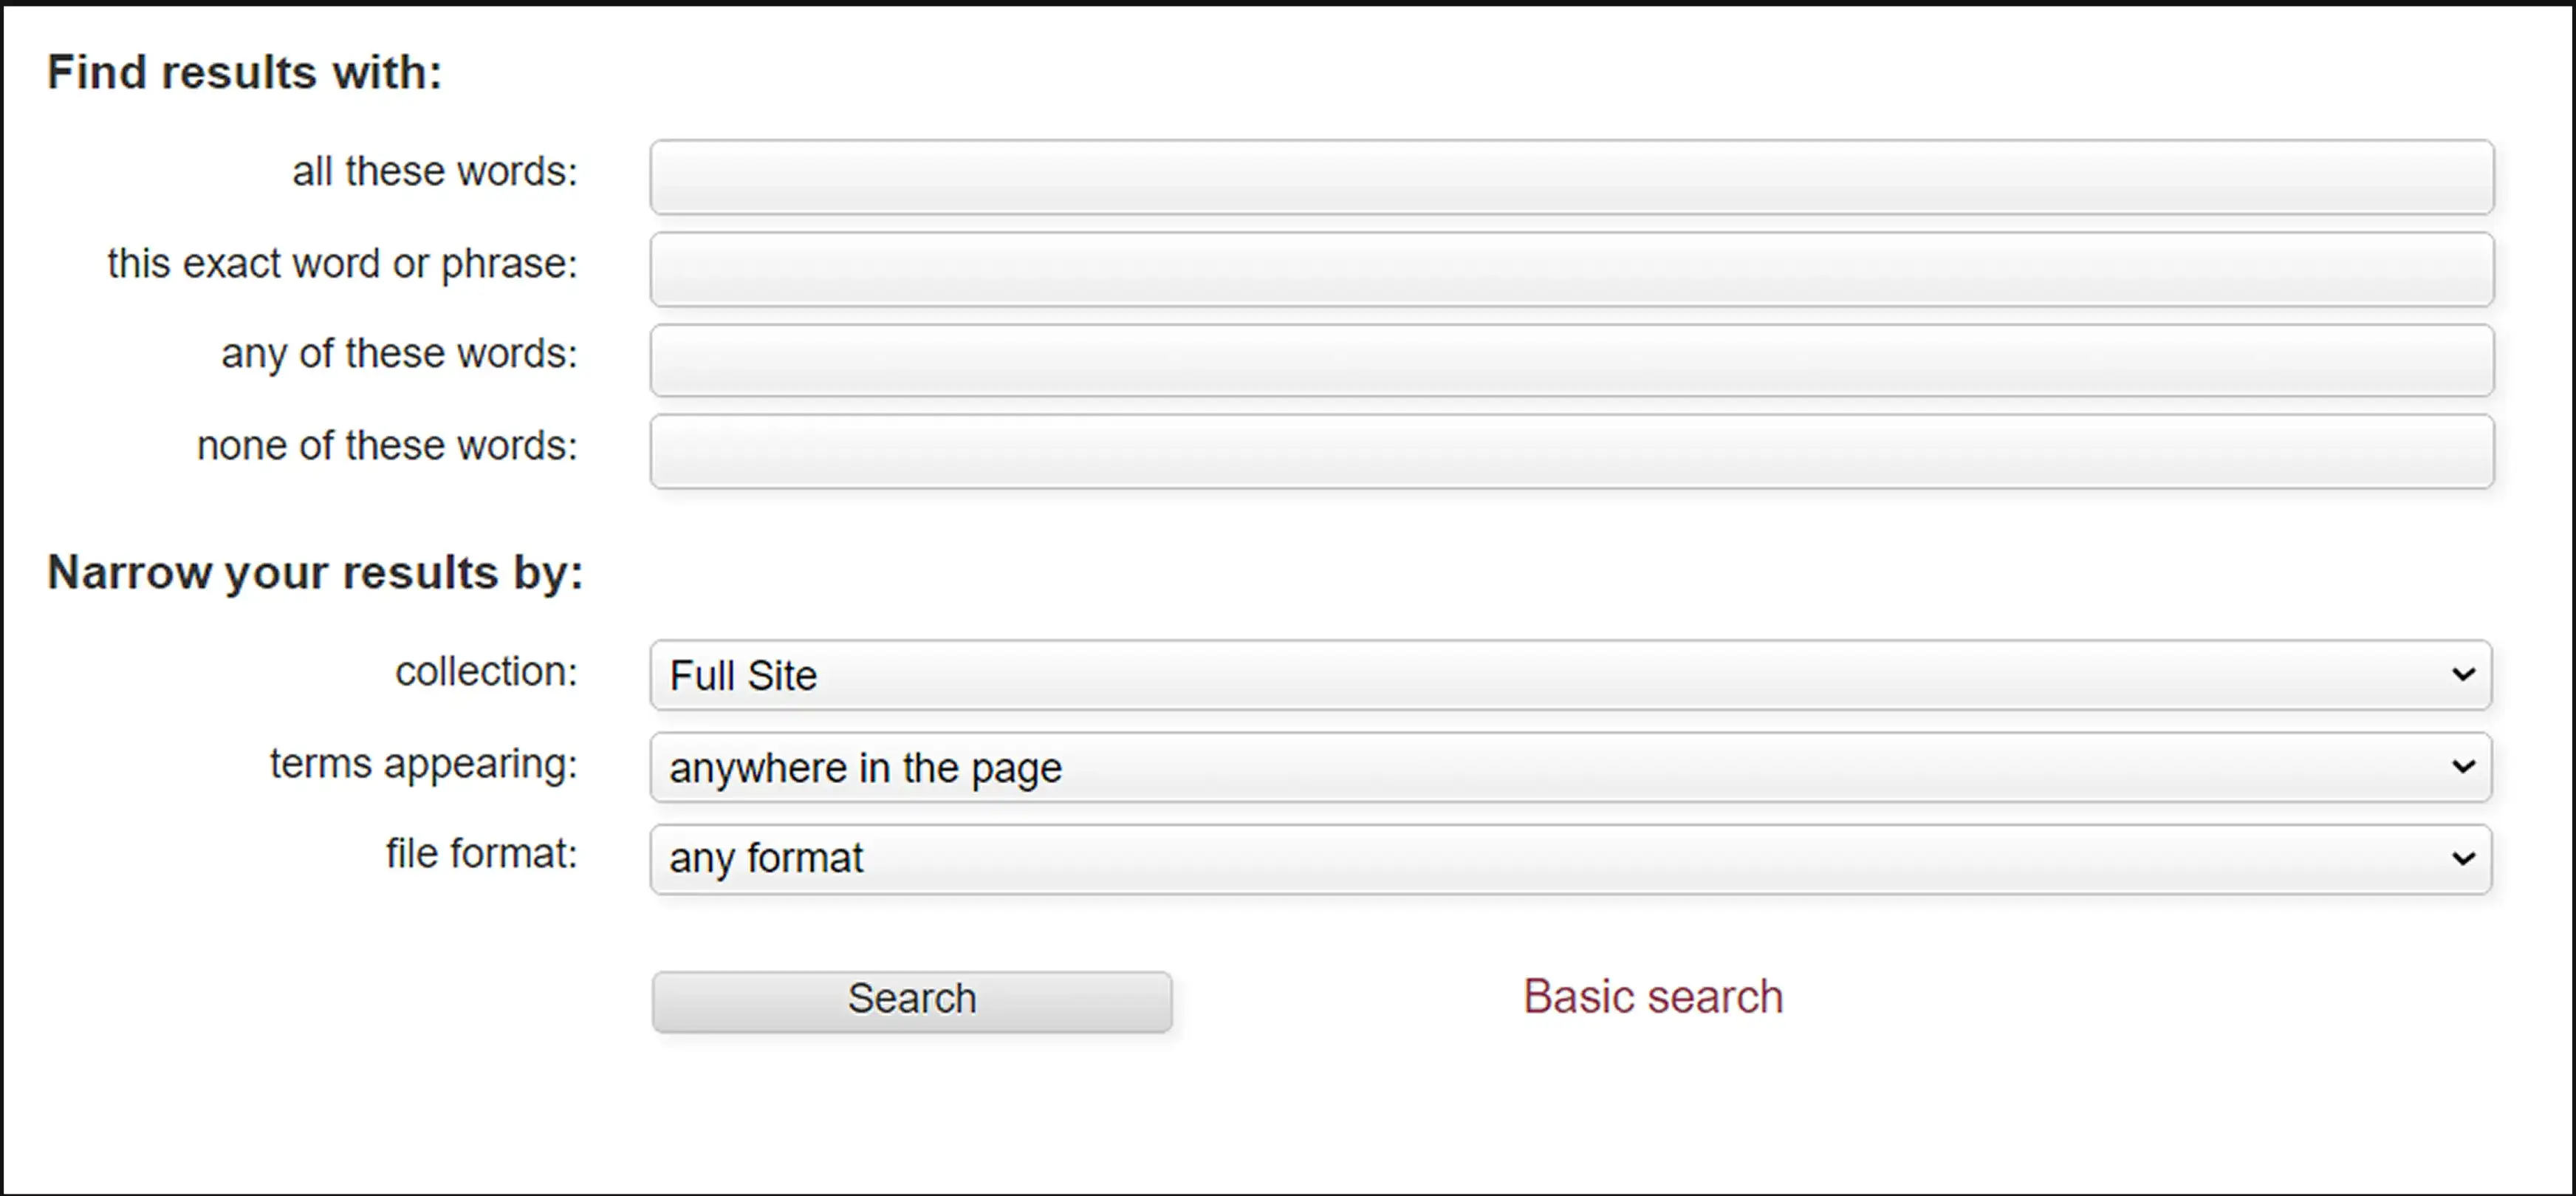 Find results with:
all these words:
this exact word or phrase:
any of these words:
none of these words:
Narrow your results by:
collection: Full Site
terms appearing: anywhere in the page
file format: any format
Search Basic search